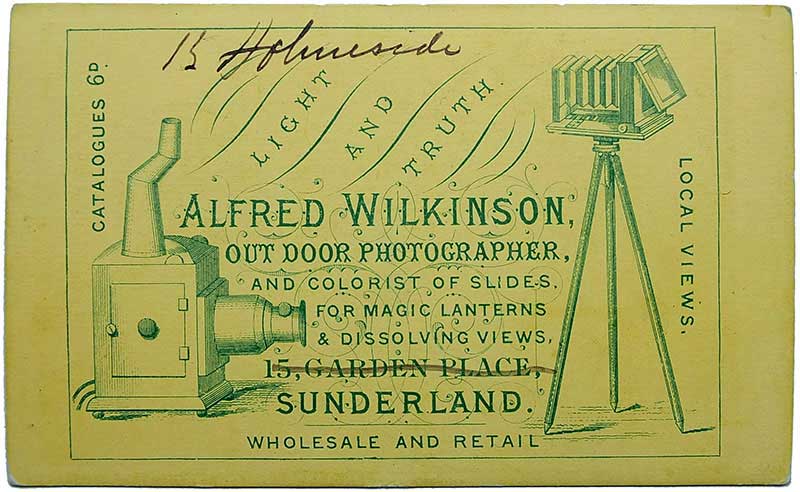 15 Holmeside
CATALOGUES 6D.
LIGHT
AND
TRUTH.
ALFRED WILKINSON,
OUT DOOR PHOTOGRAPHER,
AND COLORIST OF SLIDES,
FOR MAGIC LANTERNS
& DISSOLVING VIEWS,
15, GARDEN PLACE,
SUNDERLAND.
WHOLESALE AND RETAIL
LOCAL VIEWS.